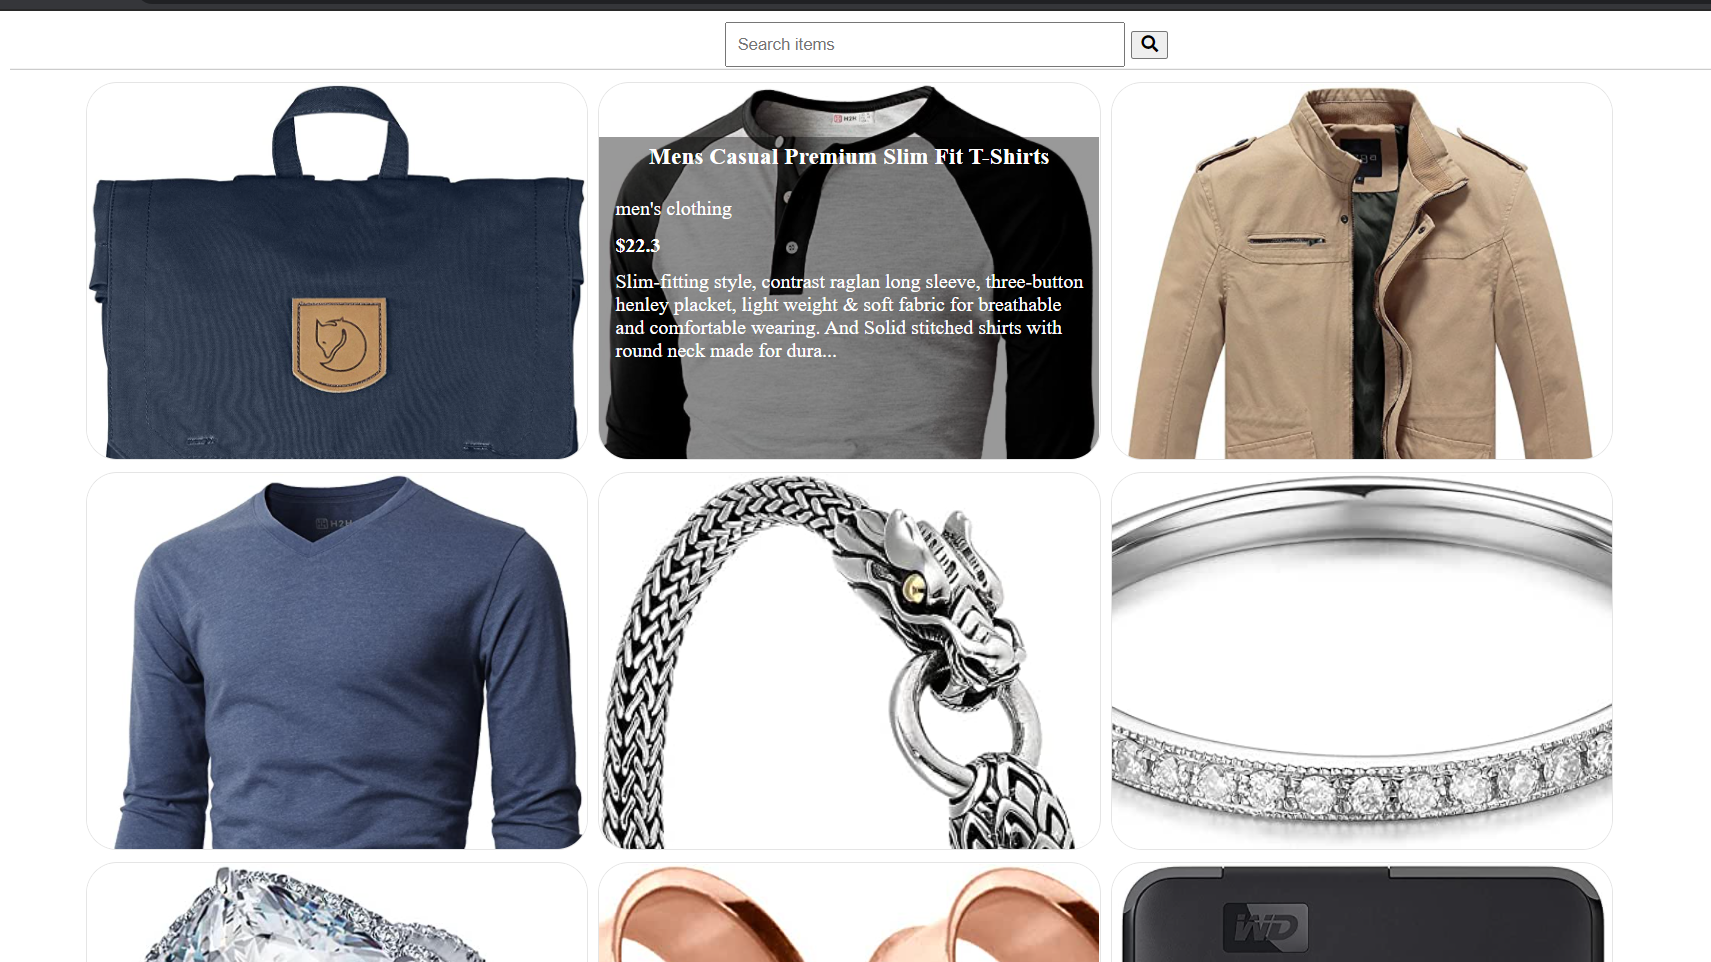 Search items
H2H
Mens Casual Premium Slim Fit T-Shirts
men's clothing
$22.3
Slim-fitting style, contrast raglan long sleeve, three-button
henley placket, light weight & soft fabric for breathable
and comfortable wearing. And Solid stitched shirts with
round neck made for dura...
H2H
WD